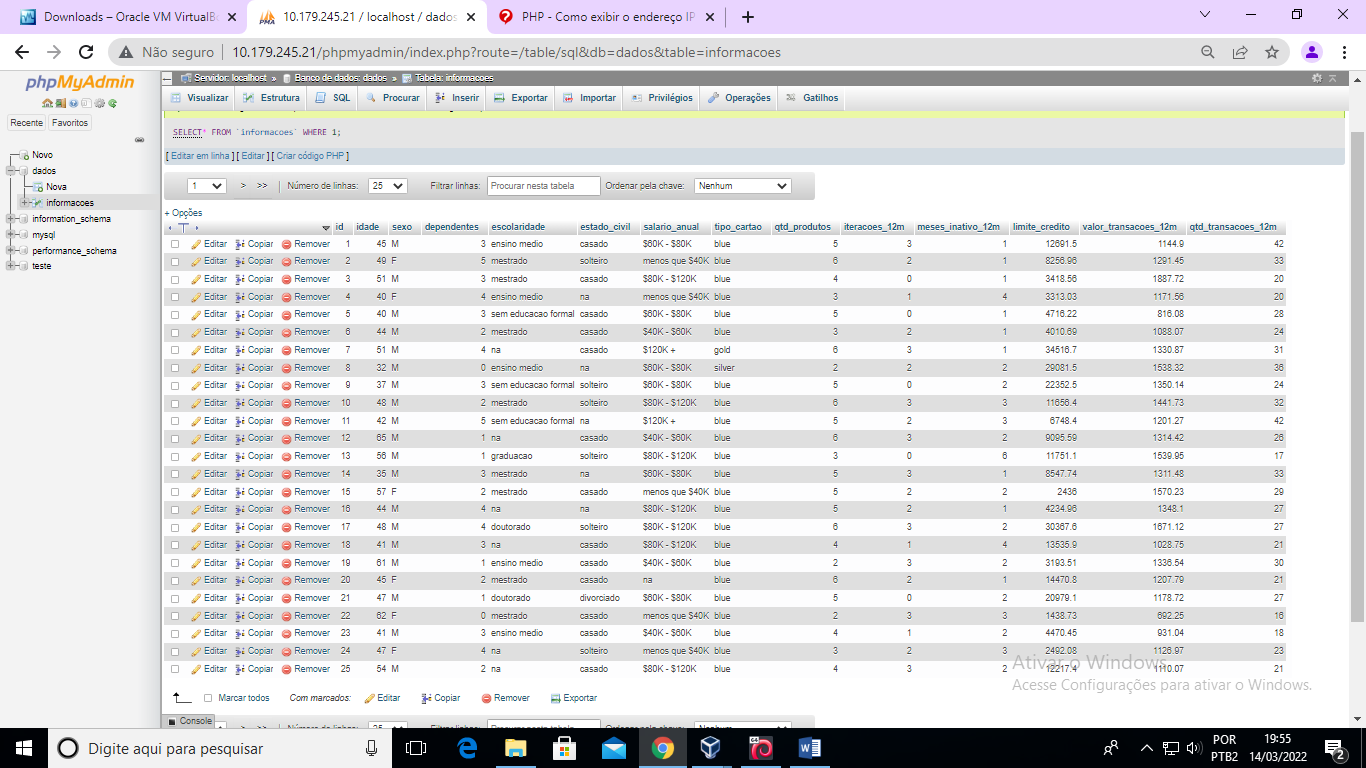 Downloads – Oracle VM VirtualB
10.179.245.21 / localhost / dados
PHP - Como exibir o endereço IP
Não seguro
10.179.245.21/phpmyadmin/index.php?route=/table/sql&db=dados&table=informacoes
phpMyAdmin
Recente Favoritos
Novo
dados
Nova
informacoes
information_schema
mysql
performance_schema
teste
Servidor: localhost » Banco de dados: dados » Tabela: informacoes
Visualizar Estrutura SQL Procurar Inserir Exportar Importar Privilégios Operações Gatilhos
SELECT* FROM `informacoes` WHERE 1;
[ Editar em linha ] [ Editar ] [ Criar código PHP ]
1 > >> Número de linhas: 25 Filtrar linhas: Procurar nesta tabela Ordenar pela chave: Nenhum
+ Opções
id idade sexo dependentes escolaridade estado_civil salario_anual tipo_cartao qtd_produtos iteracoes_12m meses_inativo_12m limite_credito valor_transacoes_12m qtd_transacoes_12m
Editar Copiar Remover 1 45 M 3 ensino medio casado $60K - $80K blue 5 3 1 12691.5 1144.9 42
Editar Copiar Remover 2 49 F 5 mestrado solteiro menos que $40K blue 6 2 1 8256.96 1291.45 33
Editar Copiar Remover 3 51 M 3 mestrado casado $80K - $120K blue 4 0 1 3418.56 1887.72 20
Editar Copiar Remover 4 40 F 4 ensino medio na menos que $40K blue 3 1 4 3313.03 1171.56 20
Editar Copiar Remover 5 40 M 3 sem educacao formal casado $60K - $80K blue 5 0 1 4716.22 816.08 28
Editar Copiar Remover 6 44 M 2 mestrado casado $40K - $60K blue 3 2 1 4010.69 1088.07 24
Editar Copiar Remover 7 51 M 4 na casado $120K + gold 6 3 1 34516.7 1330.87 31
Editar Copiar Remover 8 32 M 0 ensino medio na $60K - $80K silver 2 2 2 29081.5 1538.32 36
Editar Copiar Remover 9 37 M 3 sem educacao formal solteiro $60K - $80K blue 5 0 2 22352.5 1350.14 24
Editar Copiar Remover 10 48 M 2 mestrado solteiro $80K - $120K blue 6 3 3 11656.4 1441.73 32
Editar Copiar Remover 11 42 M 5 sem educacao formal na $120K + blue 5 2 3 6748.4 1201.27 42
Editar Copiar Remover 12 65 M 1 na casado $40K - $60K blue 6 3 2 9095.59 1314.42 26
Editar Copiar Remover 13 56 M 1 graduacao solteiro $80K - $120K blue 3 0 6 11751.1 1539.95 17
Editar Copiar Remover 14 35 M 3 mestrado na $60K - $80K blue 5 3 1 8547.74 1311.48 33
Editar Copiar Remover 15 57 F 2 mestrado casado menos que $40K blue 5 2 2 2436 1570.23 29
Editar Copiar Remover 16 44 M 4 na na $80K - $120K blue 5 2 1 4234.96 1348.1 27
Editar Copiar Remover 17 48 M 4 doutorado solteiro $80K - $120K blue 6 3 2 30367.6 1671.12 27
Editar Copiar Remover 18 41 M 3 na casado $80K - $120K blue 4 1 4 13535.9 1028.75 21
Editar Copiar Remover 19 61 M 1 ensino medio casado $40K - $60K blue 2 3 2 3193.51 1336.54 30
Editar Copiar Remover 20 45 F 2 mestrado casado na blue 6 2 1 14470.8 1207.79 21
Editar Copiar Remover 21 47 M 1 doutorado divorciado $60K - $80K blue 5 0 2 20979.1 1178.72 27
Editar Copiar Remover 22 62 F 0 mestrado casado menos que $40K blue 2 3 3 1438.73 692.25 16
Editar Copiar Remover 23 41 M 3 ensino medio casado $40K - $60K blue 4 1 2 4470.45 931.04 18
Editar Copiar Remover 24 47 F 4 na solteiro menos que $40K blue 3 2 3 2492.08 1126.97 23
Editar Copiar Remover 25 54 M 2 na casado $80K - $120K blue 4 3 2 12217.4 1110.07 21
Ativar o Windows
Acesse Configurações para ativar o Windows.
Marcar todos Com marcados: Editar Copiar Remover Exportar
Console
> >> Número de linhas: 25 Filtrar linhas: Procurar nesta tabela Ordenar pela chave: Nenhum
Digite aqui para pesquisar
POR 19:55
PTB2 14/03/2022
2